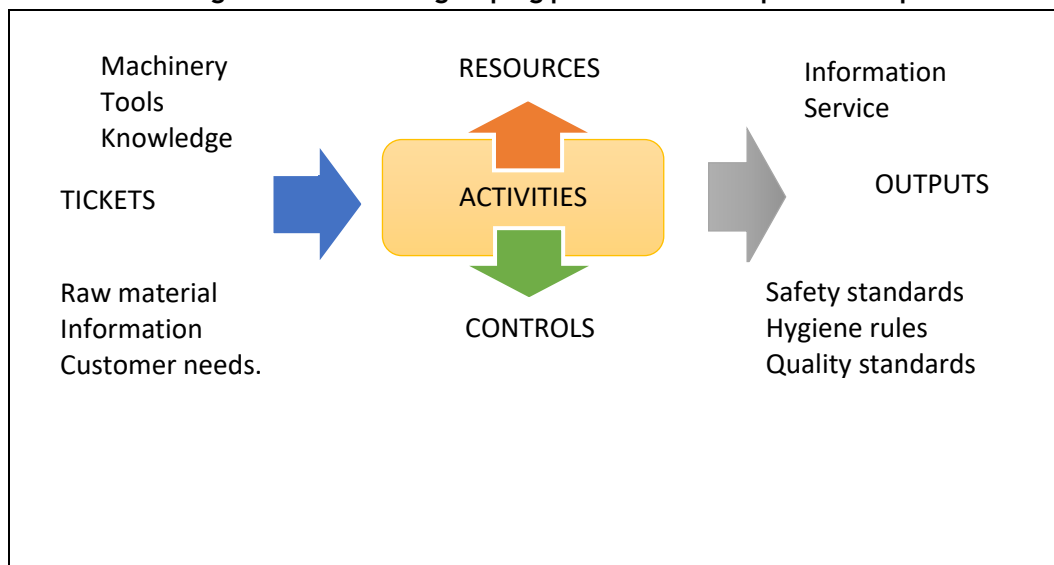 Machinery
Tools
Knowledge
RESOURCES
Information
Service
TICKETS
ACTIVITIES
OUTPUTS
Raw material
Information
Customer needs.
CONTROLS
Safety standards
Hygiene rules
Quality standards